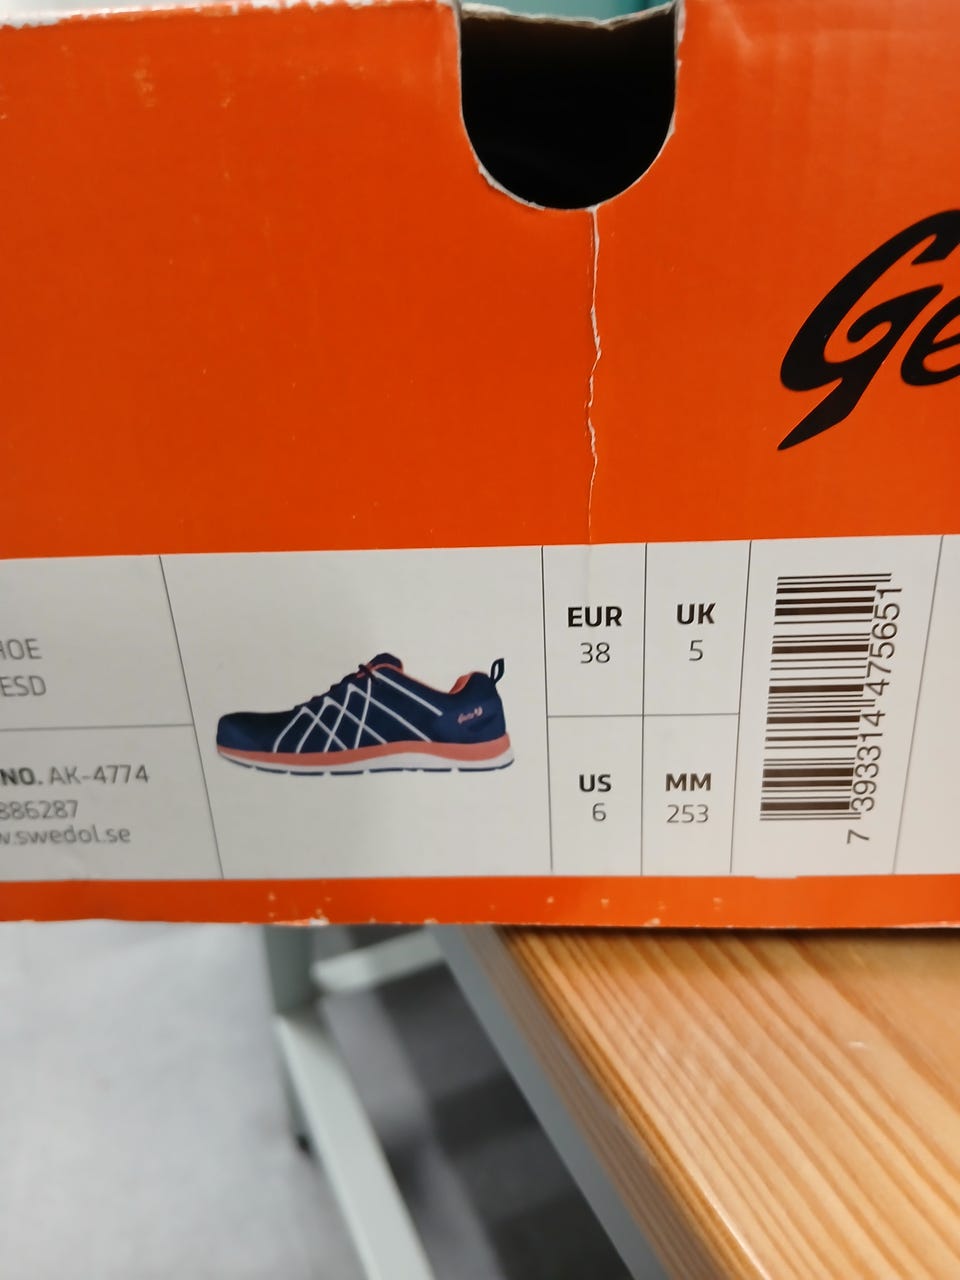 Ge
HOE
ESD
NO. AK-4774
886287
w.swedol.se
EUR
38
UK
5
US
6
MM
253
7 393314 475651